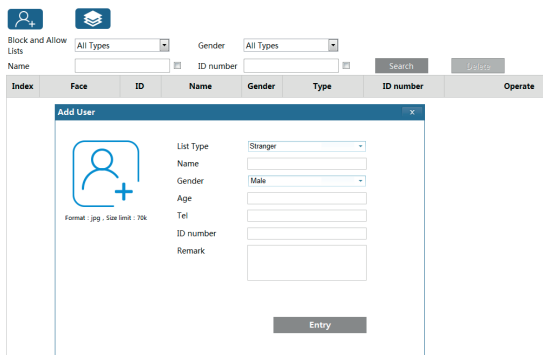 Block and Allow Lists All Types Gender All Types
Name ID number Search Delete
Index Face ID Name Gender Type ID number Operate
Add User x
List Type Stranger
Name
Gender Male
Age
Format : jpg , Size limit : 70k Tel
ID number
Remark
Entry